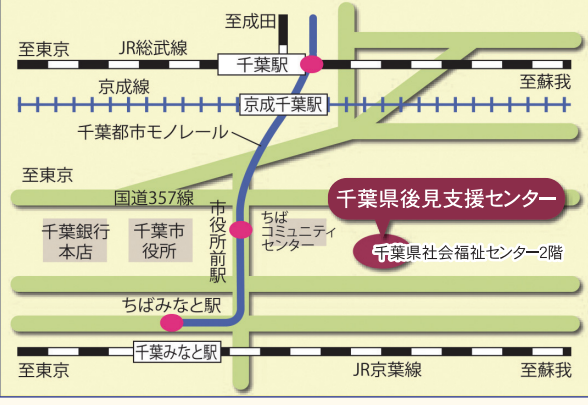 至成田
至東京
JR総武線
千葉駅
至蘇我
京成線
京成千葉駅
千葉都市モノレール
至東京
国道357線
千葉県後見支援センター
市役所前駅
ちば
コミュニティ
センター
千葉銀行
本店
千葉市
役所
千葉県社会福祉センター2階
ちばみなと駅
千葉みなと駅
至東京
JR京葉線
至蘇我